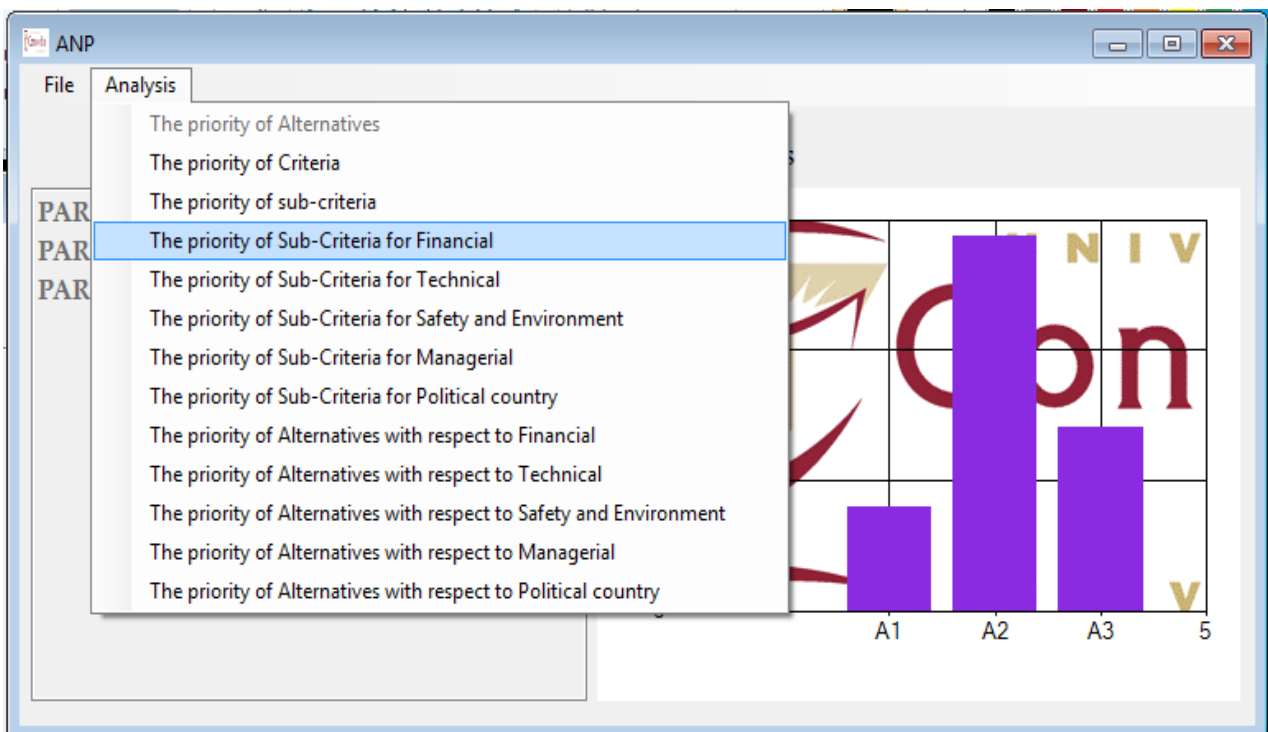 ANP
File Analysis
The priority of Alternatives
The priority of Criteria
The priority of sub-criteria
The priority of Sub-Criteria for Financial
The priority of Sub-Criteria for Technical
The priority of Sub-Criteria for Safety and Environment
The priority of Sub-Criteria for Managerial
The priority of Sub-Criteria for Political country
The priority of Alternatives with respect to Financial
The priority of Alternatives with respect to Technical
The priority of Alternatives with respect to Safety and Environment
The priority of Alternatives with respect to Managerial
The priority of Alternatives with respect to Political country
PAR
PAR
PAR
N I V
Con
V
A1 A2 A3 5